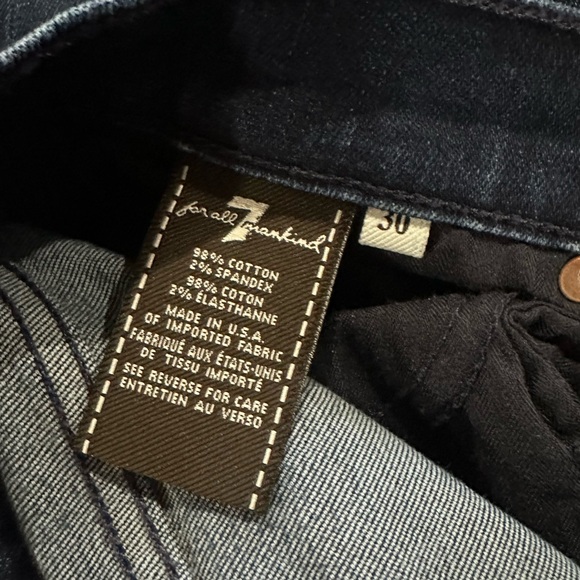 for all 7 mankind
30
98% COTTON
2% SPANDEX
98% COTON
2% ÉLASTHANNE
MADE IN U.S.A.
OF IMPORTED FABRIC
FABRIQUÉ AUX ÉTATS-UNIS
DE TISSU IMPORTÉ
SEE REVERSE FOR CARE
ENTRETIEN AU VERSO